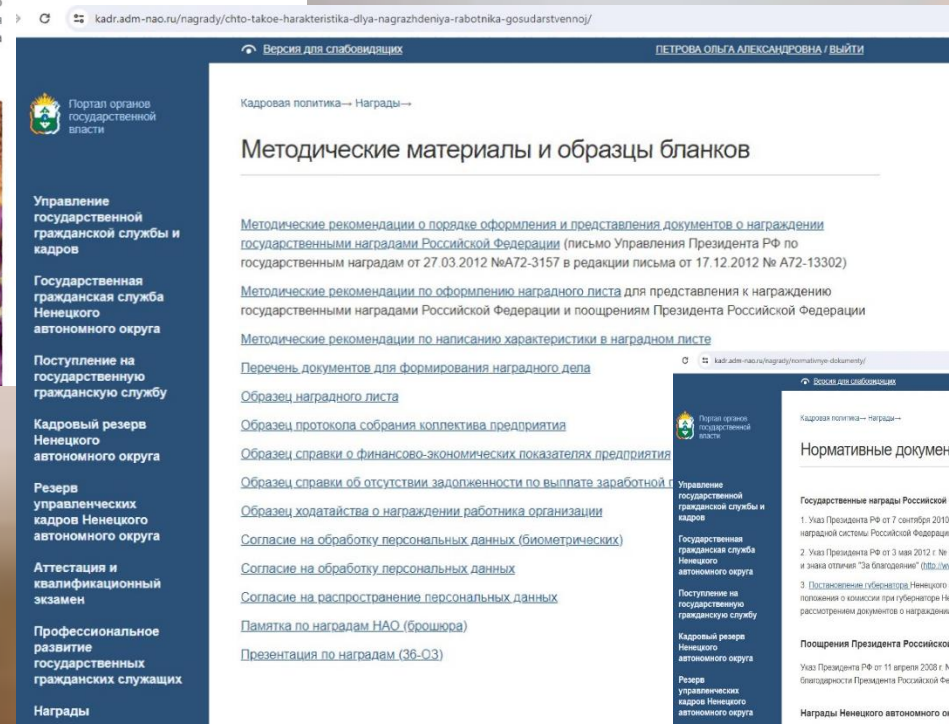 kadr.adm-nao.ru/nagrady/chto-takoe-harakteristika-dlya-nagrazhdeniya-rabotnika-gosudarstvennoj/
Версия для слабовидящих
ПЕТРОВА ОЛЬГА АЛЕКСАНДРОВНА / ВЫЙТИ
Портал органов
государственной
власти
Кадровая политика→ Награды→
Методические материалы и образцы бланков
Управление
государственной
гражданской службы и
кадров
Государственная
гражданская служба
Ненецкого
автономного округа
Поступление на
государственную
гражданскую службу
Кадровый резерв
Ненецкого
автономного округа
Резерв
управленческих
кадров Ненецкого
автономного округа
Аттестация и
квалификационный
экзамен
Профессиональное
развитие
государственных
гражданских служащих
Награды
Методические рекомендации о порядке оформления и представления документов о награждении
государственными наградами Российской Федерации (письмо Управления Президента РФ по
государственным наградам от 27.03.2012 №А72-3157 в редакции письма от 17.12.2012 № А72-13302)
Методические рекомендации по оформлению наградного листа для представления к награждению
государственными наградами Российской Федерации и поощрениям Президента Российской Федерации
Методические рекомендации по написанию характеристики в наградном листе
Перечень документов для формирования наградного дела
Образец наградного листа
Образец протокола собрания коллектива предприятия
Образец справки о финансово-экономических показателях предприятия
Образец справки об отсутствии задолженности по выплате заработной
Образец ходатайства о награждении работника организации
Согласие на обработку персональных данных (биометрических)
Согласие на обработку персональных данных
Согласие на распространение персональных данных
Памятка по наградам НАО (брошюра)
Презентация по наградам (36-ОЗ)
kadr.adm-nao.ru/nagrady/normativnye-dokumenty/
Версия для слабовидящих
Портал органов
государственной
власти
Кадровая политика→ Награды→
Нормативные
Управление
государственной
гражданской службы и
кадров
Государственная
гражданская служба
Ненецкого
автономного округа
Поступление на
государственную
гражданскую службу
Кадровый резерв
Ненецкого
автономного округа
Резерв
управленческих
кадров Ненецкого
автономного округа
Государственные награды Российской
1. Указ Президента РФ от 7 сентября 2010
наградной системы Российской
2. Указ Президента РФ от 3 мая 2012 г. №
и знака отличия "За благодеяние"
3. Постановление губернатора Ненецкого
положения о комиссии при губернаторе
рассмотрением документов о
Поощрения Президента
Указ Президента РФ от 11 апреля 2008 г.
благодарности Президента Российской
Награды Ненецкого автономного